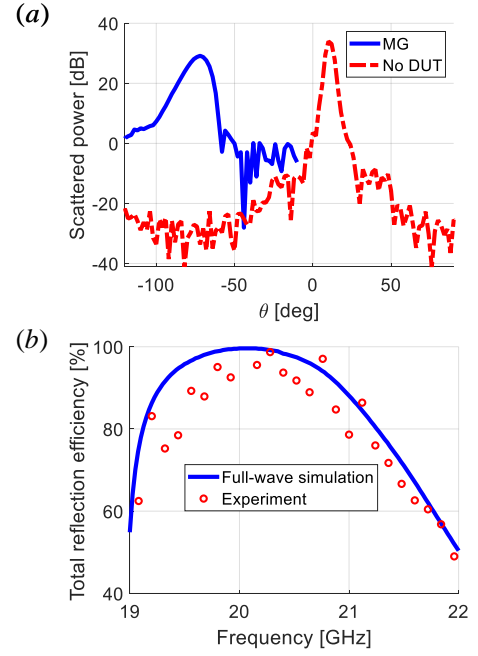 (a)
40
20
0
-20
-40
Scattered power [dB]
MG
No DUT
-100
-50
0
50
θ [deg]
(b)
100
80
60
40
Total reflection efficiency [%]
Full-wave simulation
Experiment
19
20
21
22
Frequency [GHz]